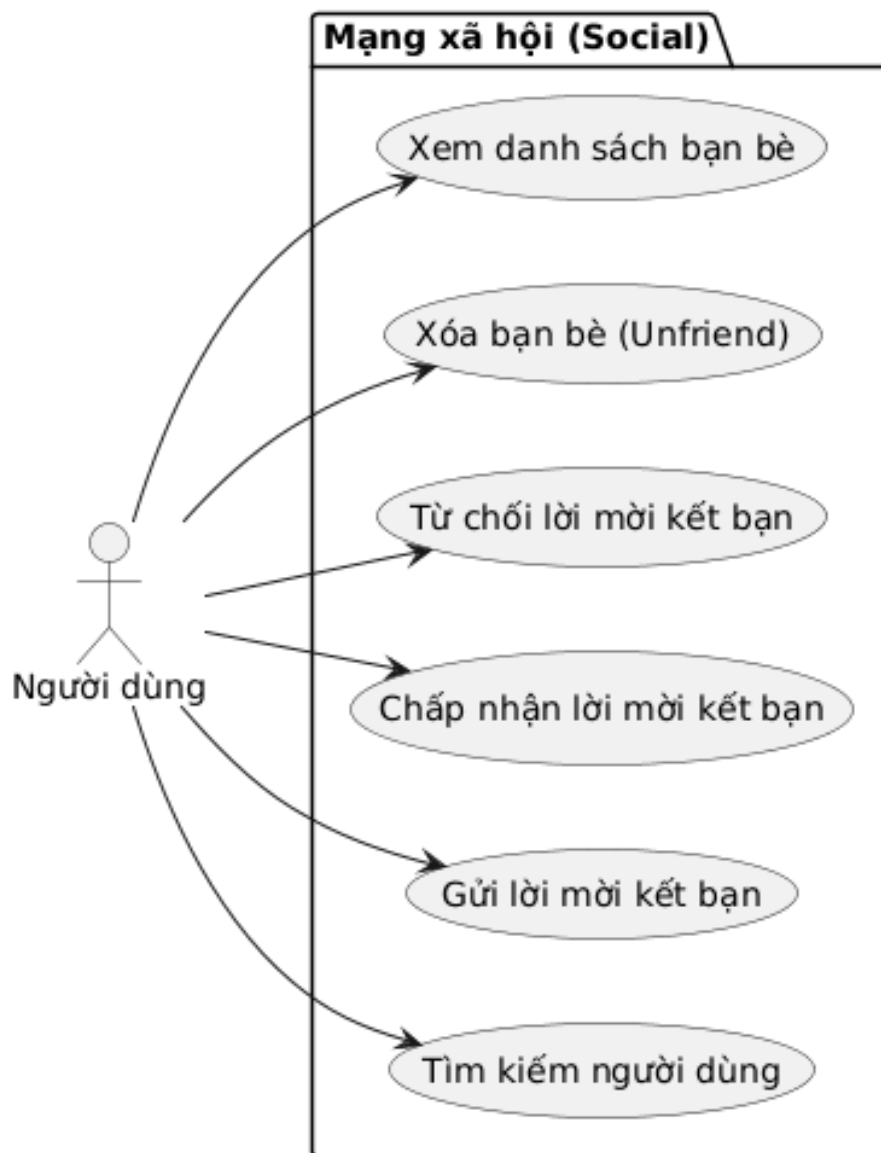 Mạng xã hội (Social)
Xem danh sách bạn bè
Xóa bạn bè (Unfriend)
Từ chối lời mời kết bạn
Người dùng
Chấp nhận lời mời kết bạn
Gửi lời mời kết bạn
Tìm kiếm người dùng